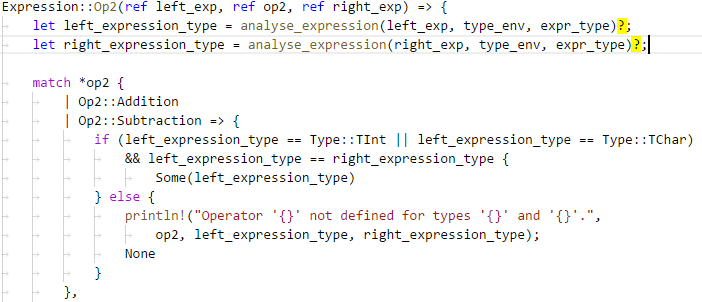 Expression::Op2(ref left_exp, ref op2, ref right_exp) => {
let left_expression_type = analyse_expression(left_exp, type_env, expr_type)?;
let right_expression_type = analyse_expression(right_exp, type_env, expr_type)?;
match *op2 {
| Op2::Addition
| Op2::Subtraction => {
if (left_expression_type == Type::TInt || left_expression_type == Type::TChar)
&& left_expression_type == right_expression_type {
Some(left_expression_type)
} else {
println!("Operator '{}' not defined for types '{}' and '{}'.",
op2, left_expression_type, right_expression_type);
None
}
},